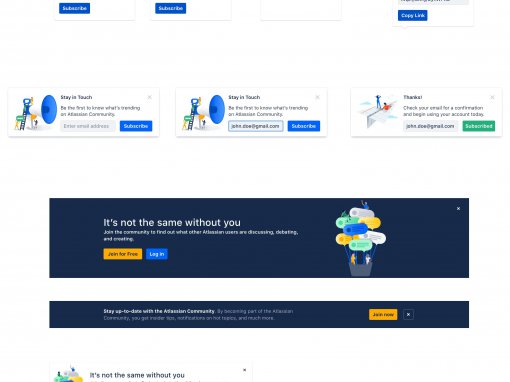 Subscribe
Subscribe
Copy Link
Stay in Touch
Be the first to know what's trending
on Atlassian Community.
Enter email address
Subscribe
Stay in Touch
Be the first to know what's trending
on Atlassian Community.
john.doe@gmail.com
Subscribe
Thanks!
Check your email for a confirmation
and begin using your account today.
john.doe@gmail.com
Subscribed
It's not the same without you
Join the community to find out what other Atlassian users are discussing, debating,
and creating.
Join for Free
Log in
Stay up-to-date with the Atlassian Community By becoming part of the Atlassian
Community, you get insider tips, notifications on hot topics, and much more.
Join now
It's not the same without you